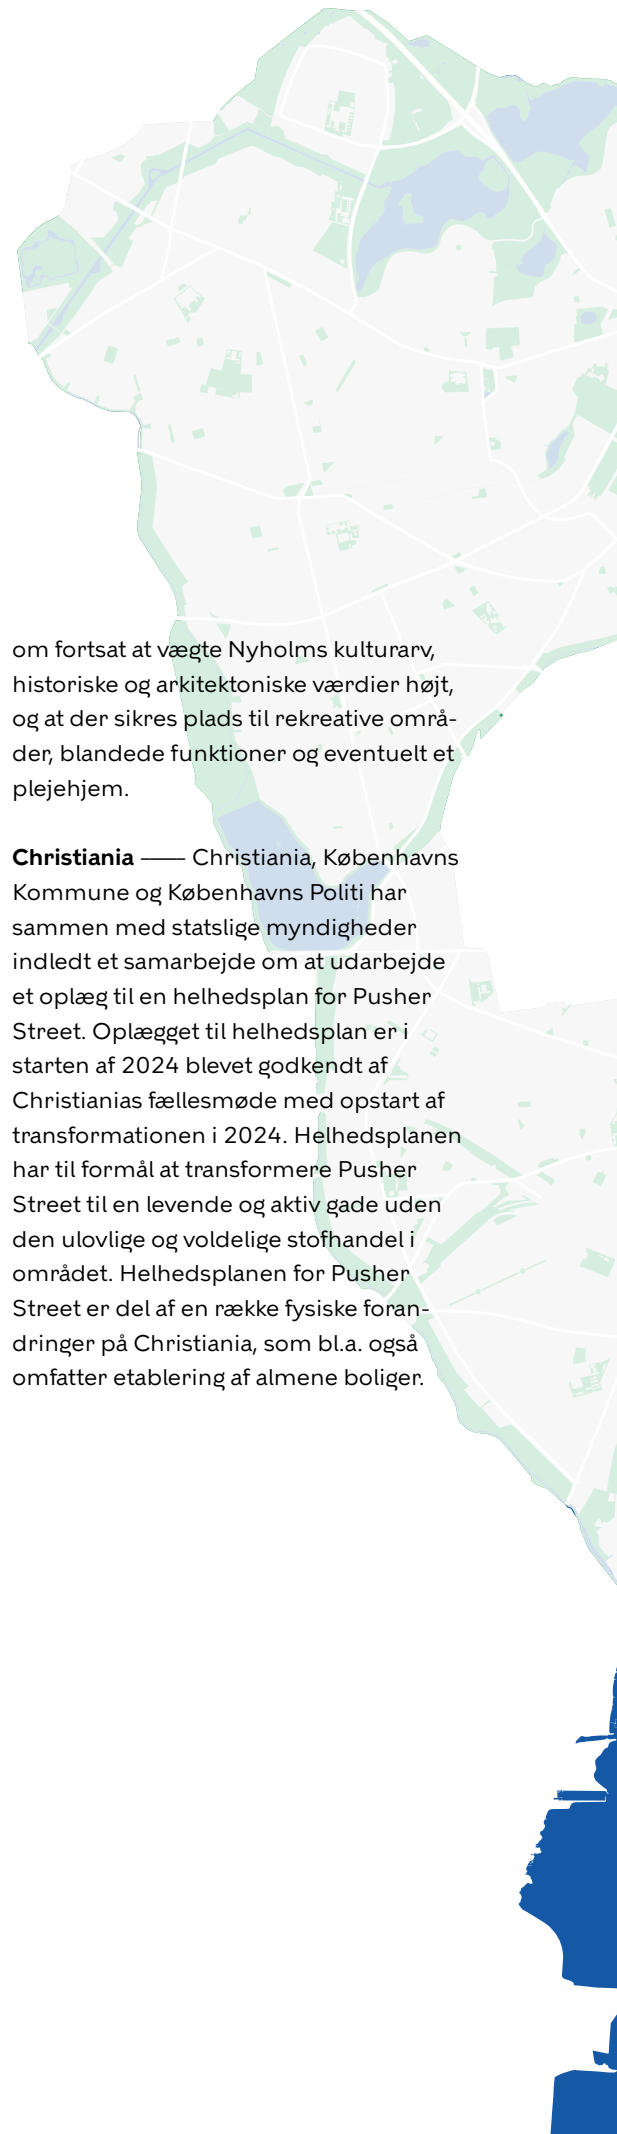 om fortsat at vægte Nyholms kulturarv,
historiske og arkitektoniske værdier højt,
og at der sikres plads til rekreative områ-
der, blandede funktioner og eventuelt et
plejehjem.
Christiania —— Christiania, Københavns
Kommune og Københavns Politi har
sammen med statslige myndigheder
indledt et samarbejde om at udarbejde
et oplæg til en helhedsplan for Pusher
Street. Oplægget til helhedsplan er i
starten af 2024 blevet godkendt af
Christianias fællesmøde med opstart af
transformationen i 2024. Helhedsplanen
har til formål at transformere Pusher
Street til en levende og aktiv gade uden
den ulovlige og voldelige stofhandel i
området. Helhedsplanen for Pusher
Street er del af en række fysiske foran-
dringer på Christiania, som bl.a. også
omfatter etablering af almene boliger.